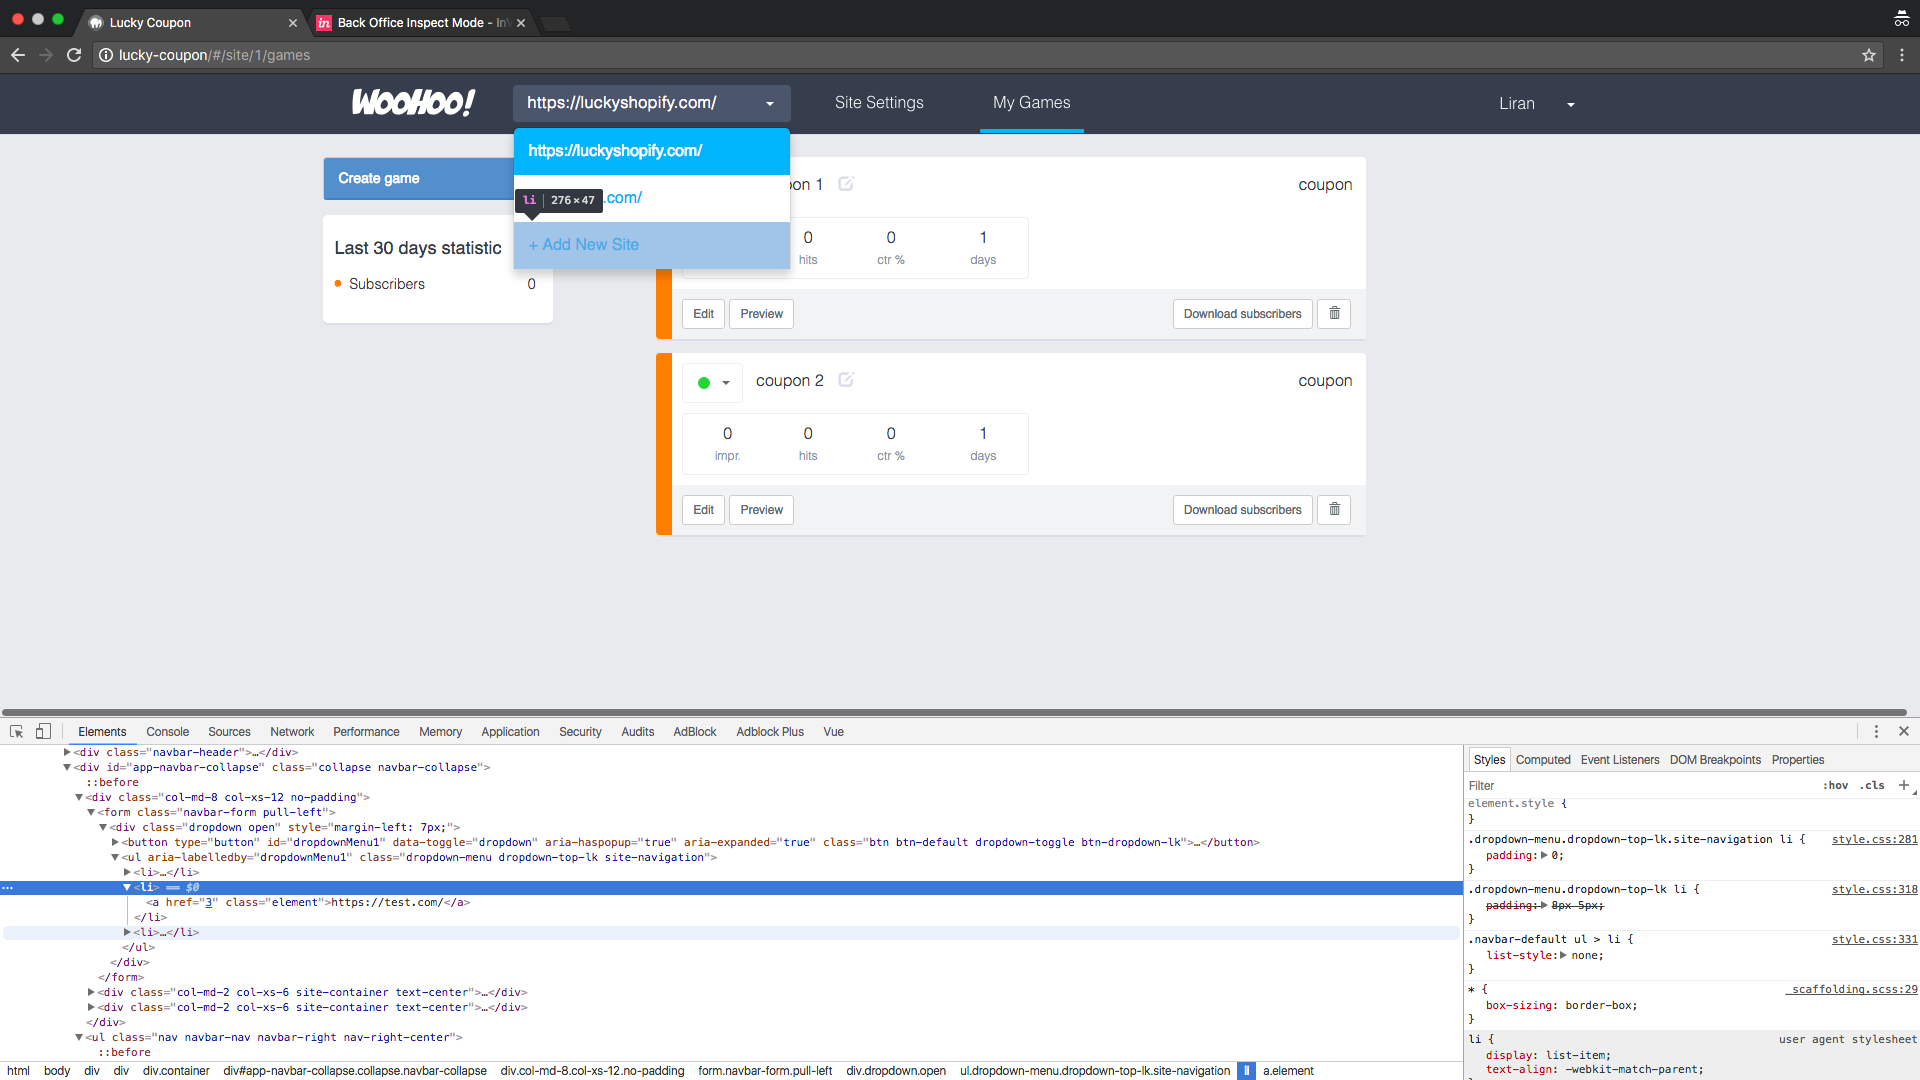 Lucky Coupon
in Back Office Inspect Mode - InV
lucky-coupon/#/site/1/games
WooHoo!
https://luckyshopify.com/
Site Settings
My Games
Liran
https://luckyshopify.com/
Create game
on 1
coupon
li 276 × 47
.com/
+ Add New Site
Last 30 days statistic
0 0 1
hits ctr % days
Subscribers 0
Edit Preview Download subscribers
coupon 2 coupon
0 0 0 1
impr. hits ctr % days
Edit Preview Download subscribers
Elements Console Sources Network Performance Memory Application Security Audits AdBlock Adblock Plus Vue
<div class="navbar-header">…</div>
<div id="app-navbar-collapse" class="collapse navbar-collapse">
::before
<div class="col-md-8 col-xs-12 no-padding">
<form class="navbar-form pull-left">
<div class="dropdown open" style="margin-left: 7px;">
<button type="button" id="dropdownMenu1" data-toggle="dropdown" aria-haspopup="true" aria-expanded="true" class="btn btn-default dropdown-toggle btn-dropdown-lk">…</button>
<ul aria-labelledby="dropdownMenu1" class="dropdown-menu dropdown-top-lk site-navigation">
<li>…</li>
… <li> == $0
<a href="3" class="element">https://test.com/</a>
</li>
<li>…</li>
</ul>
</div>
</form>
<div class="col-md-2 col-xs-6 site-container text-center">…</div>
<div class="col-md-2 col-xs-6 site-container text-center">…</div>
</div>
<ul class="nav navbar-nav navbar-right nav-right-center">
::before
html body div div div.container div#app-navbar-collapse.collapse.navbar-collapse div.col-md-8.col-xs-12.no-padding form.navbar-form.pull-left div.dropdown.open ul.dropdown-menu.dropdown-top-lk.site-navigation li a.element
Styles Computed Event Listeners DOM Breakpoints Properties
Filter :hov .cls +
element.style {
}
.dropdown-menu.dropdown-top-lk.site-navigation li { style.css:281
padding: 0;
}
.dropdown-menu.dropdown-top-lk li { style.css:318
padding: 8px 5px;
}
.navbar-default ul > li { style.css:331
list-style: none;
}
* { _scaffolding.scss:29
box-sizing: border-box;
}
li { user agent stylesheet
display: list-item;
text-align: -webkit-match-parent;